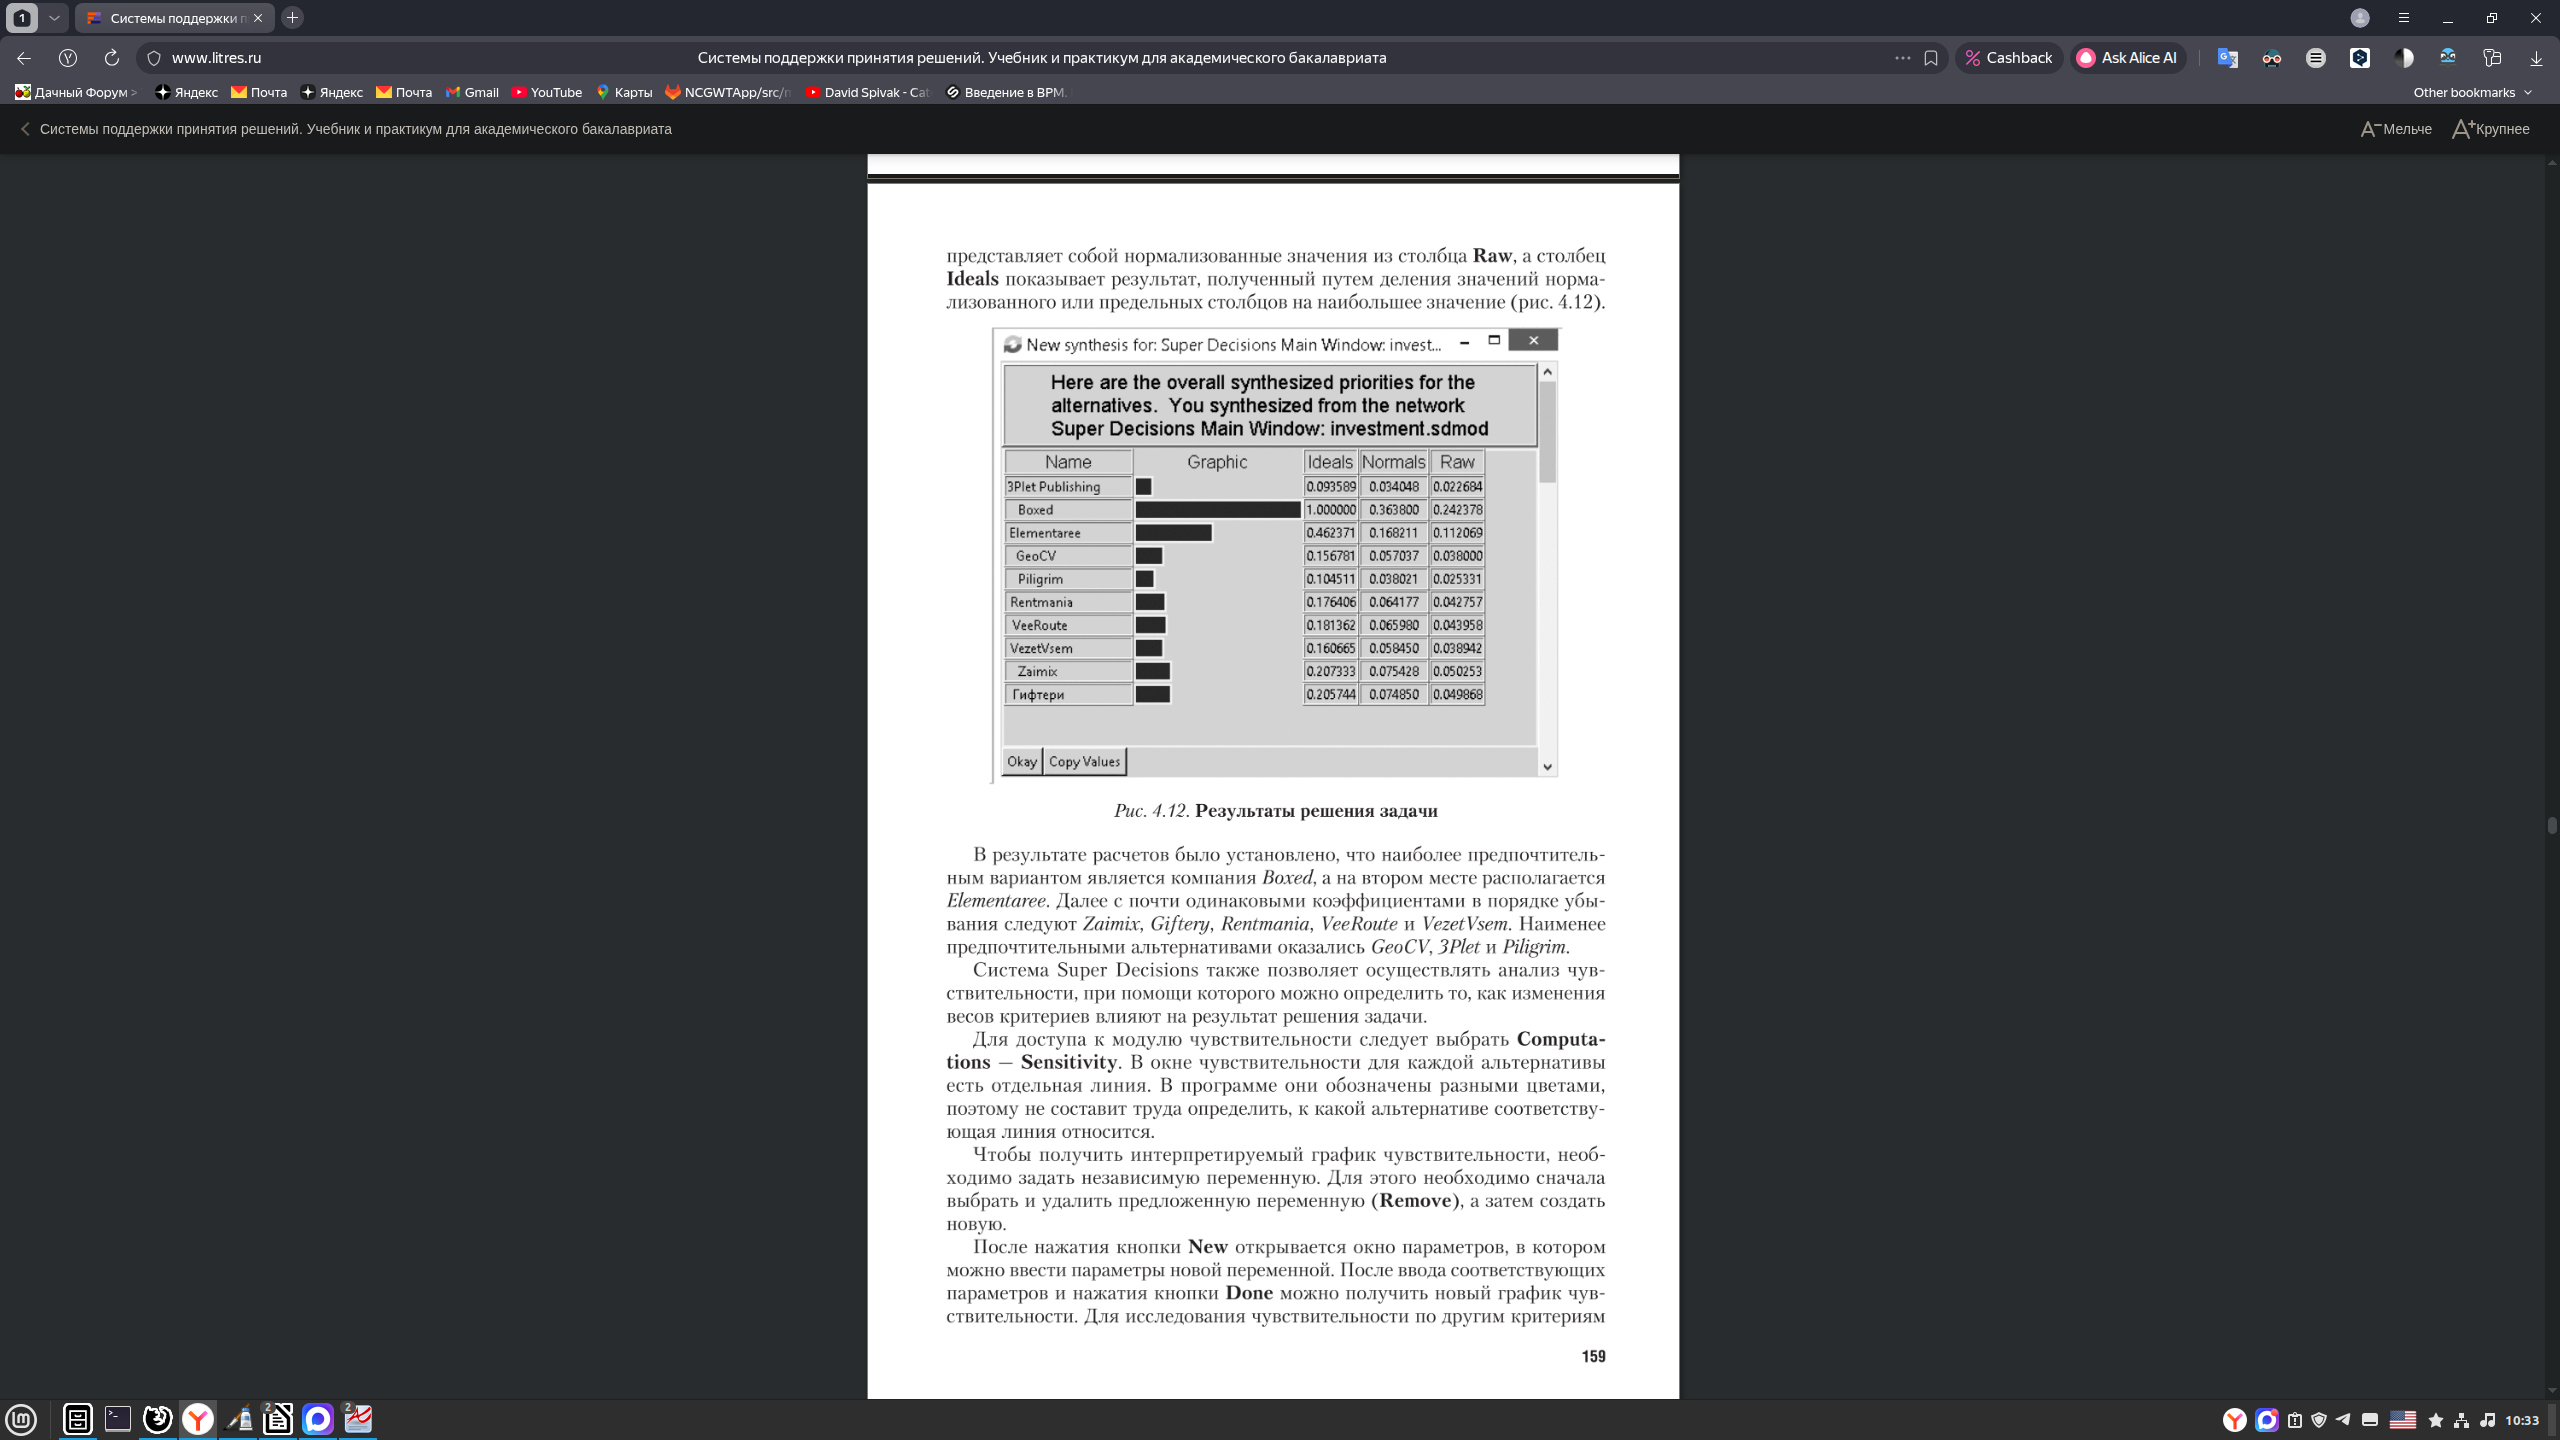 1
Системы поддержки п
www.litres.ru
Системы поддержки принятия решений. Учебник и практикум для академического бакалавриата
Cashback
Ask Alice AI
Дачный Форум >
Яндекс
Почта
Яндекс
Почта
Gmail
YouTube
Карты
NCGWTApp/src/
David Spivak - Cat
Введение в BPM.
Other bookmarks
Системы поддержки принятия решений. Учебник и практикум для академического бакалавриата
A- Мельче
A+ Крупнее
представляет собой нормализованные значения из столбца Raw, а столбец
Ideals показывает результат, полученный путем деления значений норма-
лизованного или предельных столбцов на наибольшее значение (рис. 4.12).
New synthesis for: Super Decisions Main Window: invest...
Here are the overall synthesized priorities for the
alternatives. You synthesized from the network
Super Decisions Main Window: investment.sdmod
Name Graphic Ideals Normals Raw
3Plet Publishing 0.093589 0.034048 0.022684
Boxed 1.000000 0.363800 0.242378
Elementaree 0.462371 0.168211 0.112069
GeoCV 0.156781 0.057037 0.038000
Piligrim 0.104511 0.038021 0.025331
Rentmania 0.176406 0.064177 0.042757
VeeRoute 0.181362 0.065980 0.043958
VezetVsem 0.160665 0.058450 0.038942
Zaimix 0.207333 0.075428 0.050253
Гифтери 0.205744 0.074850 0.049868
Okay Copy Values
Рис. 4.12. Результаты решения задачи
В результате расчетов было установлено, что наиболее предпочтитель-
ным вариантом является компания Boxed, а на втором месте располагается
Elementaree. Далее с почти одинаковыми коэффициентами в порядке убы-
вания следуют Zaimix, Giftery, Rentmania, VeeRoute и VezetVsem. Наименее
предпочтительными альтернативами оказались GeoCV, 3Plet и Piligrim.
Система Super Decisions также позволяет осуществлять анализ чув-
ствительности, при помощи которого можно определить то, как изменения
весов критериев влияют на результат решения задачи.
Для доступа к модулю чувствительности следует выбрать Computa-
tions — Sensitivity. В окне чувствительности для каждой альтернативы
есть отдельная линия. В программе они обозначены разными цветами,
поэтому не составит труда определить, к какой альтернативе соответству-
ющая линия относится.
Чтобы получить интерпретируемый график чувствительности, необ-
ходимо задать независимую переменную. Для этого необходимо сначала
выбрать и удалить предложенную переменную (Remove), а затем создать
новую.
После нажатия кнопки New открывается окно параметров, в котором
можно ввести параметры новой переменной. После ввода соответствующих
параметров и нажатия кнопки Done можно получить новый график чув-
ствительности. Для исследования чувствительности по другим критериям
159
2
2
10:33